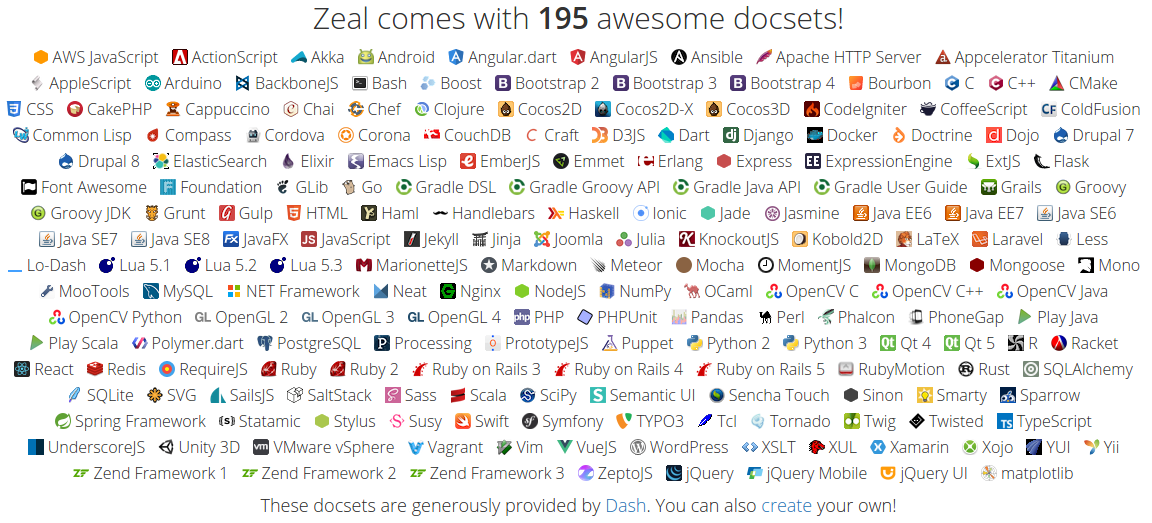 Zeal comes with 195 awesome docsets!
AWS JavaScript ActionScript Akka Android Angular.dart AngularJS Ansible Apache HTTP Server Appcelerator Titanium
AppleScript Arduino BackboneJS Bash Boost Bootstrap 2 Bootstrap 3 Bootstrap 4 Bourbon C C++ CMake
CSS CakePHP Cappuccino Chai Chef Clojure Cocos2D Cocos2D-X Cocos3D CodeIgniter CoffeeScript ColdFusion
Common Lisp Compass Cordova Corona CouchDB Craft D3JS Dart Django Docker Doctrine Dojo Drupal 7
Drupal 8 ElasticSearch Elixir Emacs Lisp EmberJS Emmet Erlang Express ExpressionEngine ExtJS Flask
Font Awesome Foundation GLib Go Gradle DSL Gradle Groovy API Gradle Java API Gradle User Guide Grails Groovy
Groovy JDK Grunt Gulp HTML Haml Handlebars Haskell Ionic Jade Jasmine Java EE6 Java EE7 Java SE6
Java SE7 Java SE8 JavaFX JavaScript Jekyll Jinja Joomla Julia KnockoutJS Kobold2D LaTeX Laravel Less
Lo-Dash Lua 5.1 Lua 5.2 Lua 5.3 MarionetteJS Markdown Meteor Mocha MomentJS MongoDB Mongoose Mono
MooTools MySQL NET Framework Neat Nginx NodeJS NumPy OCaml OpenCV C OpenCV C++ OpenCV Java
OpenCV Python OpenGL 2 OpenGL 3 OpenGL 4 PHP PHPUnit Pandas Perl Phalcon PhoneGap Play Java
Play Scala Polymer.dart PostgreSQL Processing PrototypeJS Puppet Python 2 Python 3 Qt 4 Qt 5 R Racket
React Redis RequireJS Ruby Ruby 2 Ruby on Rails 3 Ruby on Rails 4 Ruby on Rails 5 RubyMotion Rust SQLAlchemy
SQLite SVG SailsJS SaltStack Sass Scala SciPy Semantic UI Sencha Touch Sinon Smarty Sparrow
Spring Framework Statamic Stylus Susy Swift Symfony TYPO3 Tcl Tornado Twig Twisted TypeScript
UnderscoreJS Unity 3D VMware vSphere Vagrant Vim VueJS WordPress XSLT XUL Xamarin Xojo YUI Yii
Zend Framework 1 Zend Framework 2 Zend Framework 3 ZeptoJS jQuery jQuery Mobile jQuery UI matplotlib
These docsets are generously provided by Dash. You can also create your own!